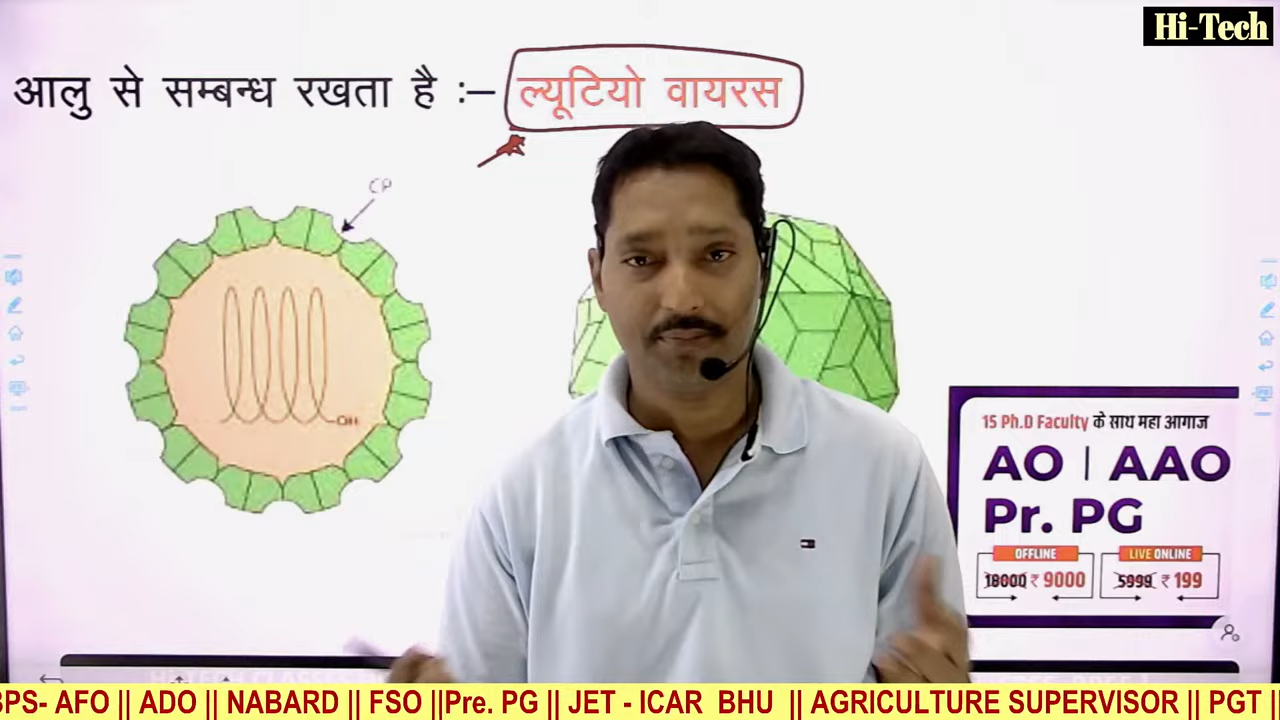 Hi-Tech
आलु से सम्बन्ध रखता है :– ल्यूटियो वायरस
CP
OH
15 Ph.D Faculty के साथ महा आगाज
AO | AAO
Pr. PG
OFFLINE
18000 ₹ 9000
LIVE ONLINE
5999 ₹ 199
BPS- AFO || ADO || NABARD || FSO ||Pre. PG || JET - ICAR BHU || AGRICULTURE SUPERVISOR || PGT ||